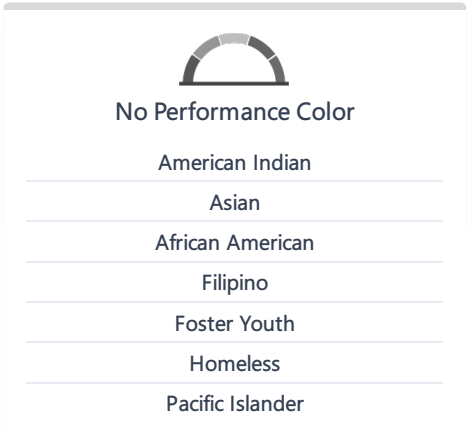 No Performance Color
American Indian
Asian
African American
Filipino
Foster Youth
Homeless
Pacific Islander